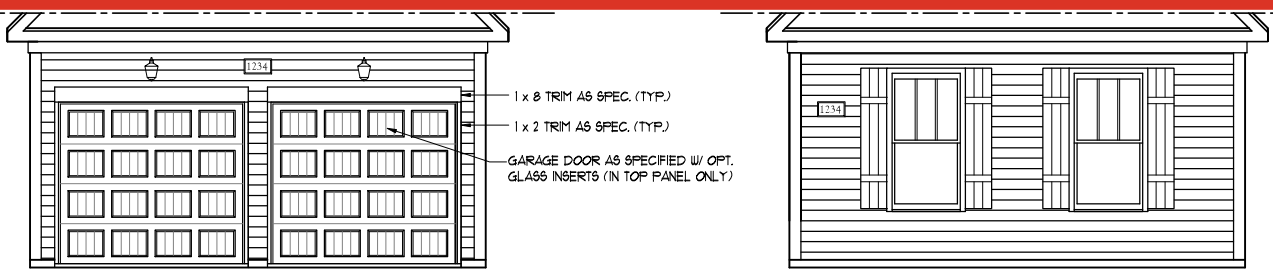 1234
1 x 8 TRIM AS SPEC. (TYP.)
1 x 2 TRIM AS SPEC. (TYP.)
GARAGE DOOR AS SPECIFIED W/ OPT.
GLASS INSERTS (IN TOP PANEL ONLY)
1234